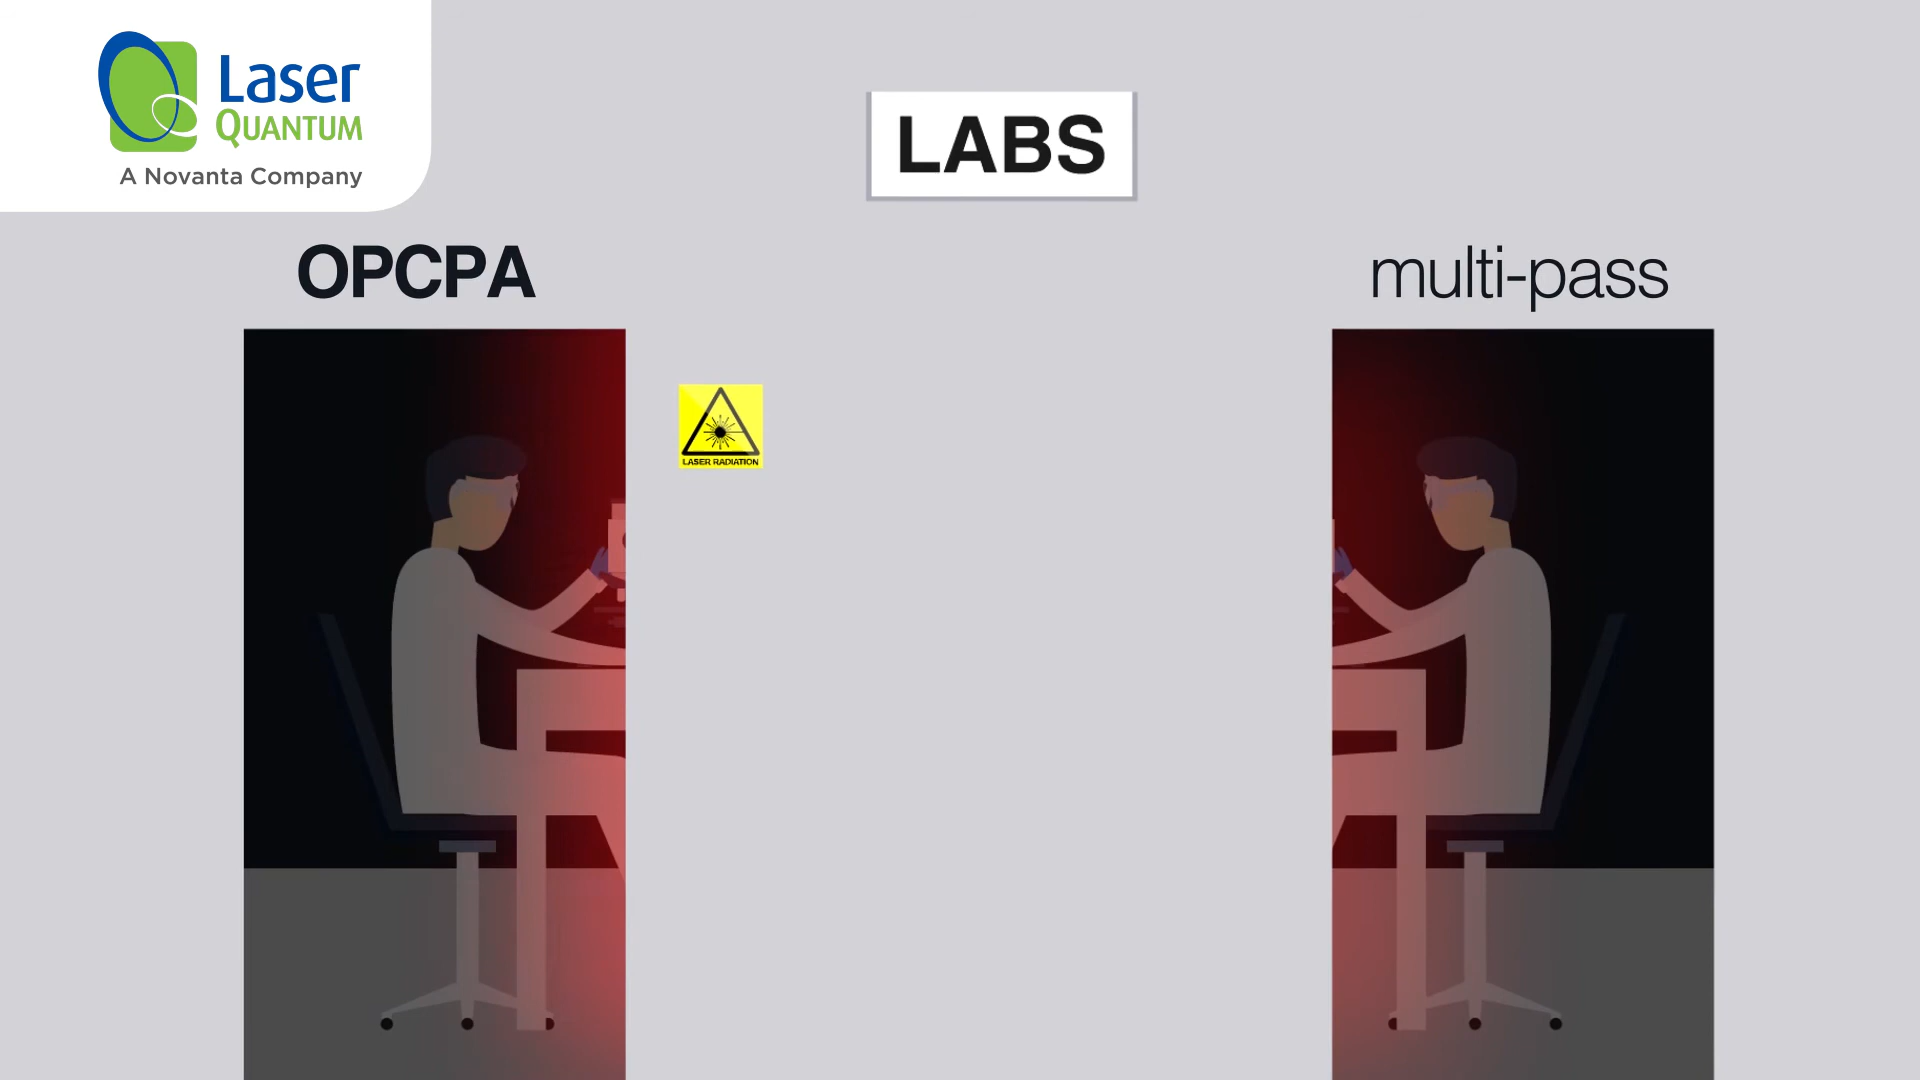 Laser
QUANTUM
A Novanta Company
LABS
OPCPA
multi-pass
LASER RADIATION